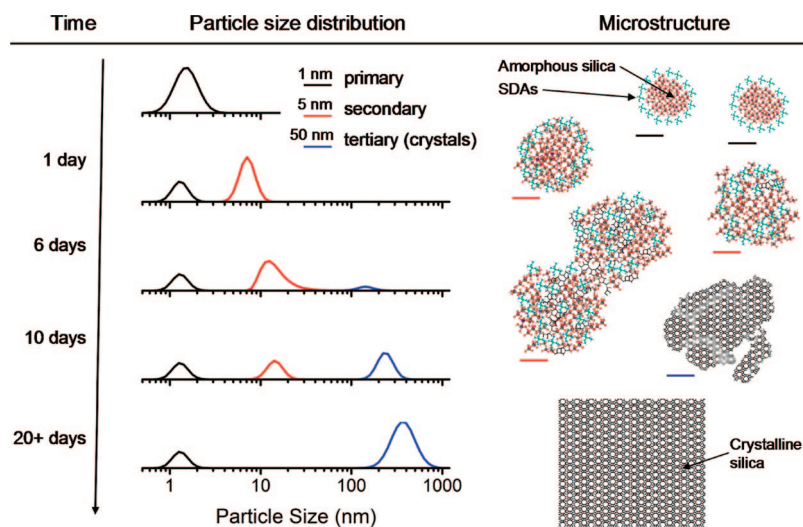 Time
Particle size distribution
Microstructure
1 nm primary
5 nm secondary
50 nm tertiary (crystals)
Amorphous silica
SDAs
1 day
6 days
10 days
20+ days
Crystalline
silica
1 10 100 1000
Particle Size (nm)